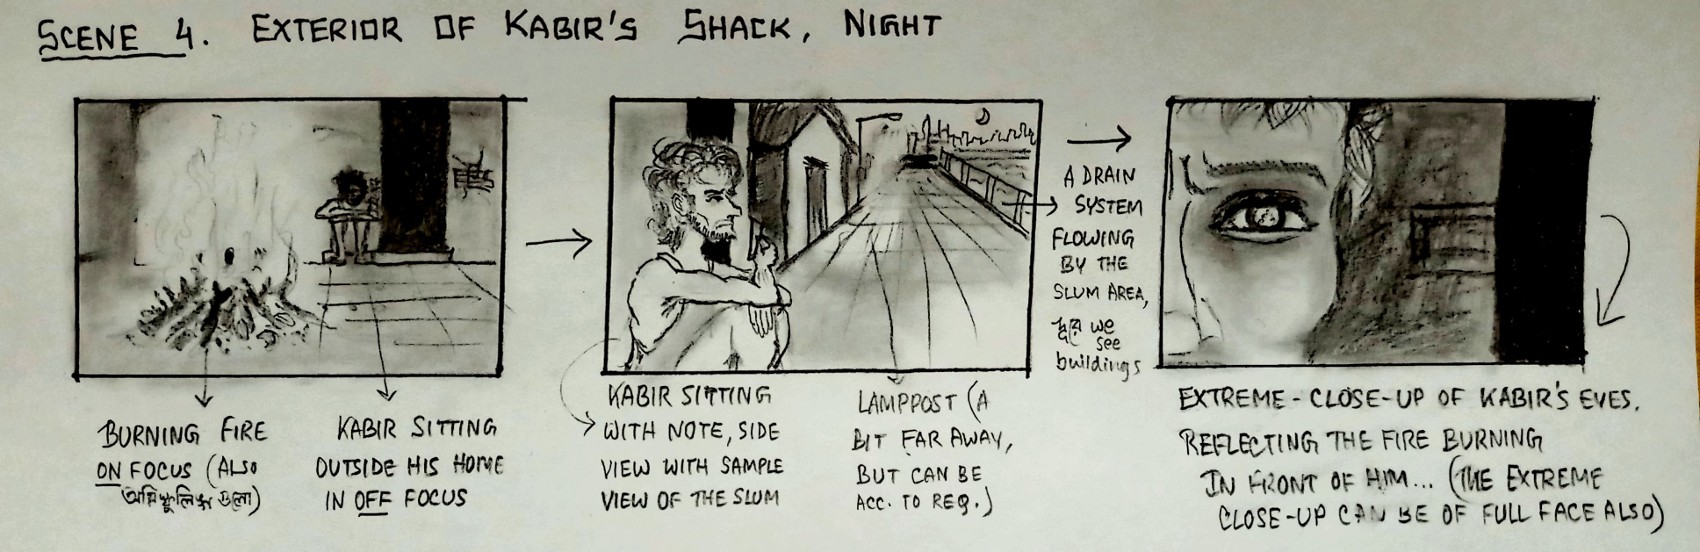 SCENE 4. EXTERIOR OF KABIR'S SHACK, NIGHT
BURNING FIRE
ON FOCUS (ALSO
অগ্নিস্ফুলিঙ্গ গুলো)
KABIR SITTING
OUTSIDE HIS HOME
IN OFF FOCUS
KABIR SITTING
WITH NOTE, SIDE
VIEW WITH SAMPLE
VIEW OF THE SLUM
LAMPPOST (A
BIT FAR AWAY,
BUT CAN BE
ACC. TO REQ.)
A DRAIN
SYSTEM
FLOWING
BY THE
SLUM AREA,
we
see
buildings
EXTREME-CLOSE-UP OF KABIR'S EYES.
REFLECTING THE FIRE BURNING
IN FRONT OF HIM... (THE EXTREME
CLOSE-UP CAN BE OF FULL FACE ALSO)